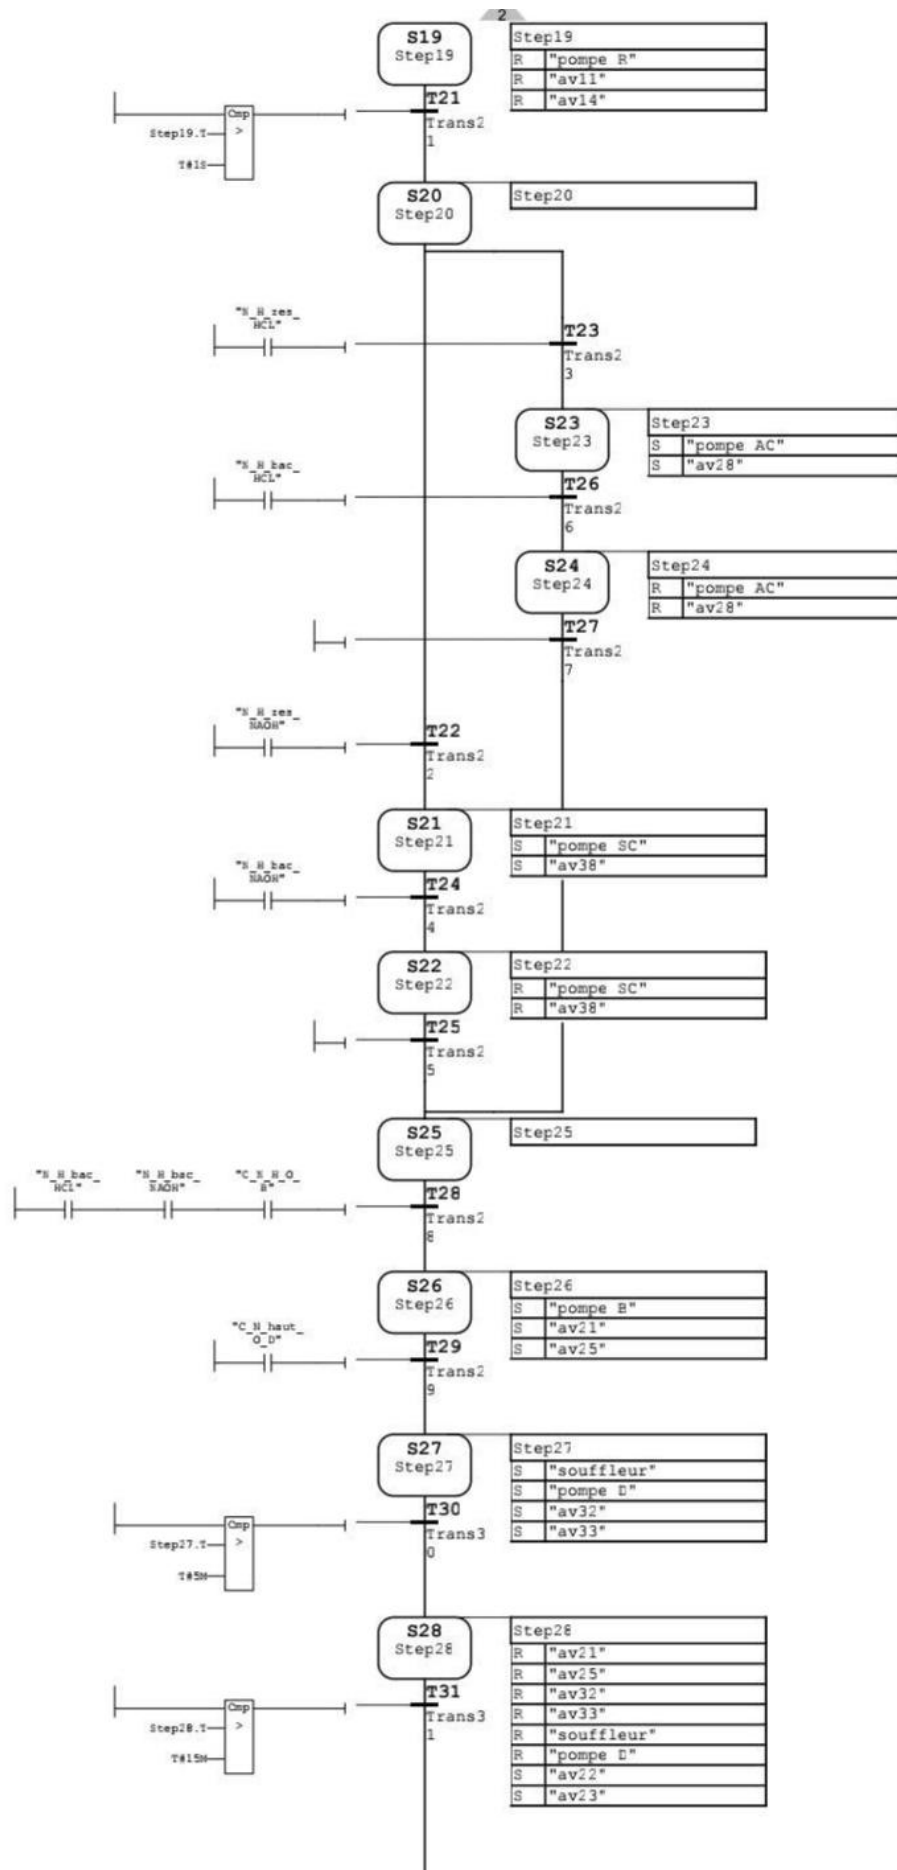 2
S19
Step19
Step19
R "pompe R"
R "av11"
R "av14"
T21
Trans2
1
Cmp
>
Step19.T
T#1S
S20
Step20
Step20
"N_H_res_
HCL"
T23
Trans2
3
S23
Step23
Step23
S "pompe AC"
S "av28"
"N_H_bac_
HCL"
T26
Trans2
6
S24
Step24
Step24
R "pompe AC"
R "av28"
T27
Trans2
7
"N_H_res_
NAOH"
T22
Trans2
2
S21
Step21
Step21
S "pompe SC"
S "av38"
"N_H_bac_
NAOH"
T24
Trans2
4
S22
Step22
Step22
R "pompe SC"
R "av38"
T25
Trans2
5
S25
Step25
Step25
"N_H_bac_
HCL"
"N_H_bac_
NAOH"
"C_N_H_O_
B"
T28
Trans2
8
S26
Step26
Step26
S "pompe B"
S "av21"
S "av25"
"C_N_haut_
O_D"
T29
Trans2
9
S27
Step27
Step27
S "souffleur"
S "pompe D"
S "av32"
S "av33"
T30
Trans3
0
Cmp
>
Step27.T
T#5M
S28
Step28
Step28
R "av21"
R "av25"
R "av32"
R "av33"
R "souffleur"
R "pompe D"
S "av22"
S "av23"
T31
Trans3
1
Cmp
>
Step28.T
T#15M